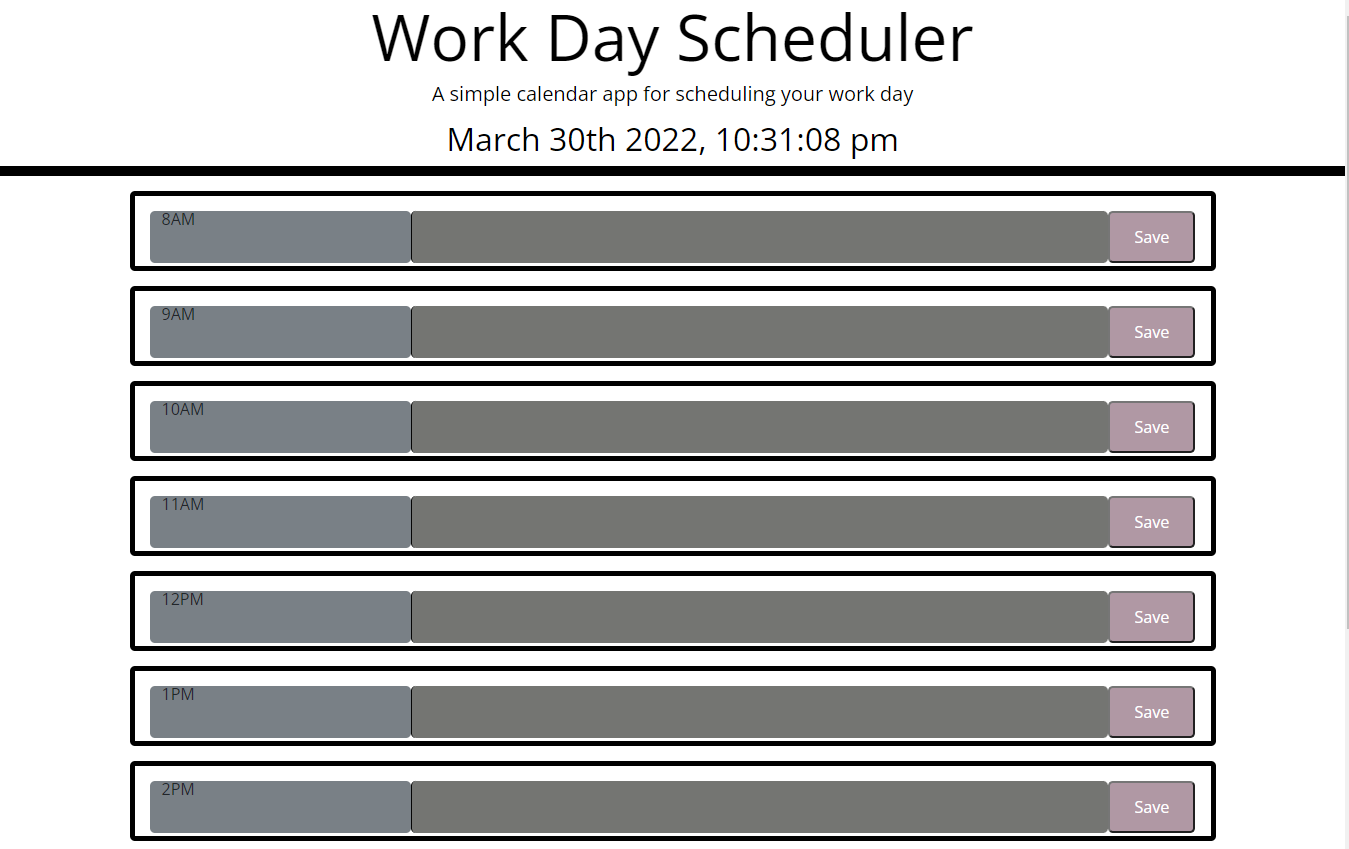 Work Day Scheduler
A simple calendar app for scheduling your work day
March 30th 2022, 10:31:08 pm
8AM
Save
9AM
Save
10AM
Save
11AM
Save
12PM
Save
1PM
Save
2PM
Save